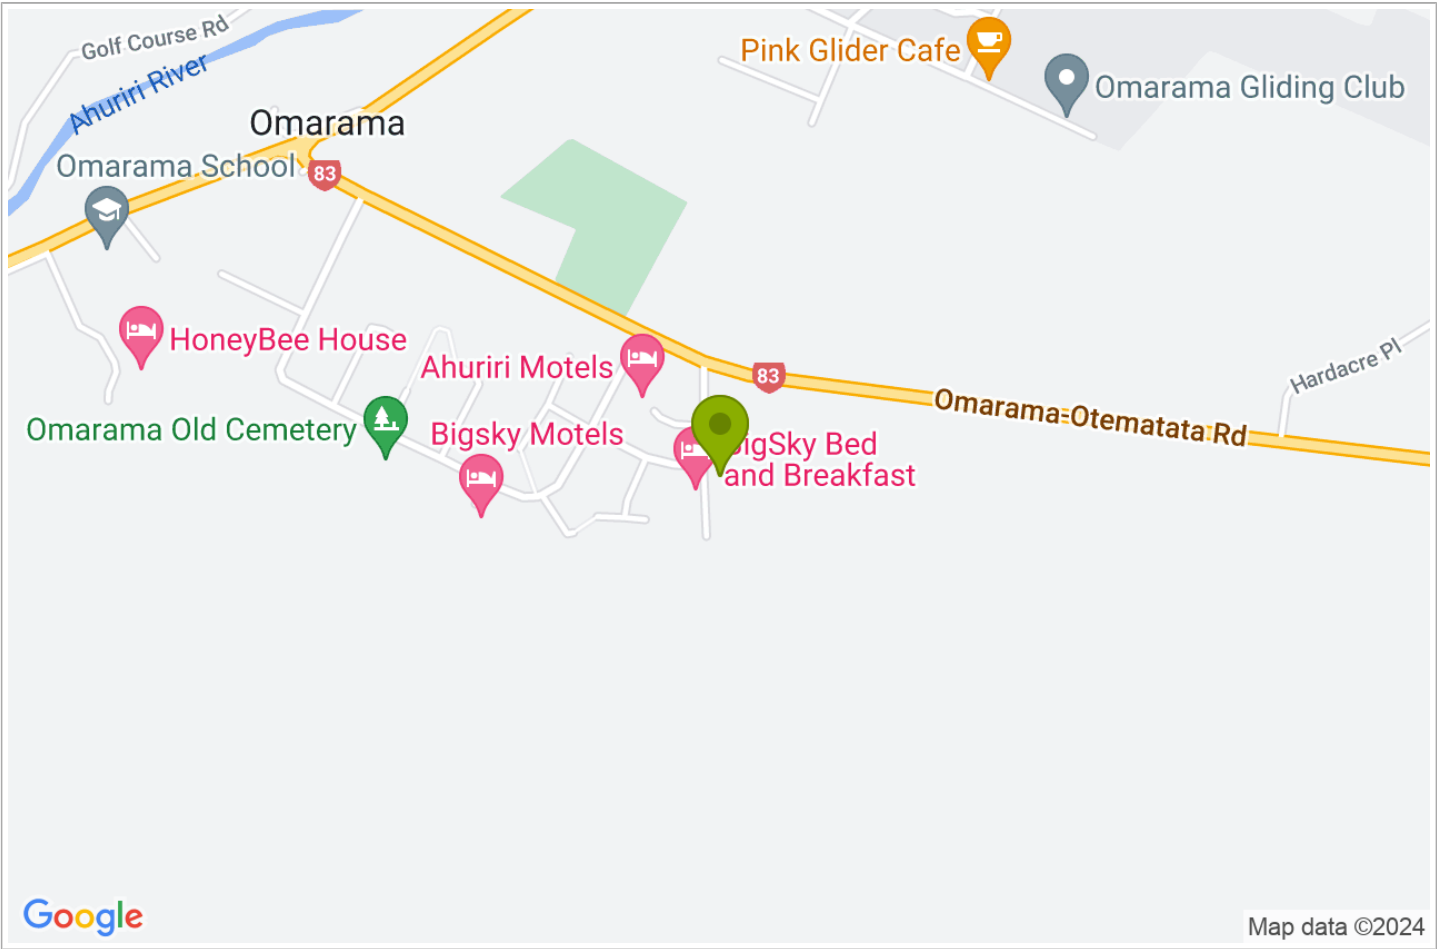 Golf Course Rd
Ahuriri River
Pink Glider Cafe
Omarama Gliding Club
Omarama
Omarama School
83
HoneyBee House
Ahuriri Motels
83
Hardacre Pl
Omarama-Otematata Rd
Omarama Old Cemetery
Bigsky Motels
BigSky Bed
and Breakfast
Google
Map data ©2024